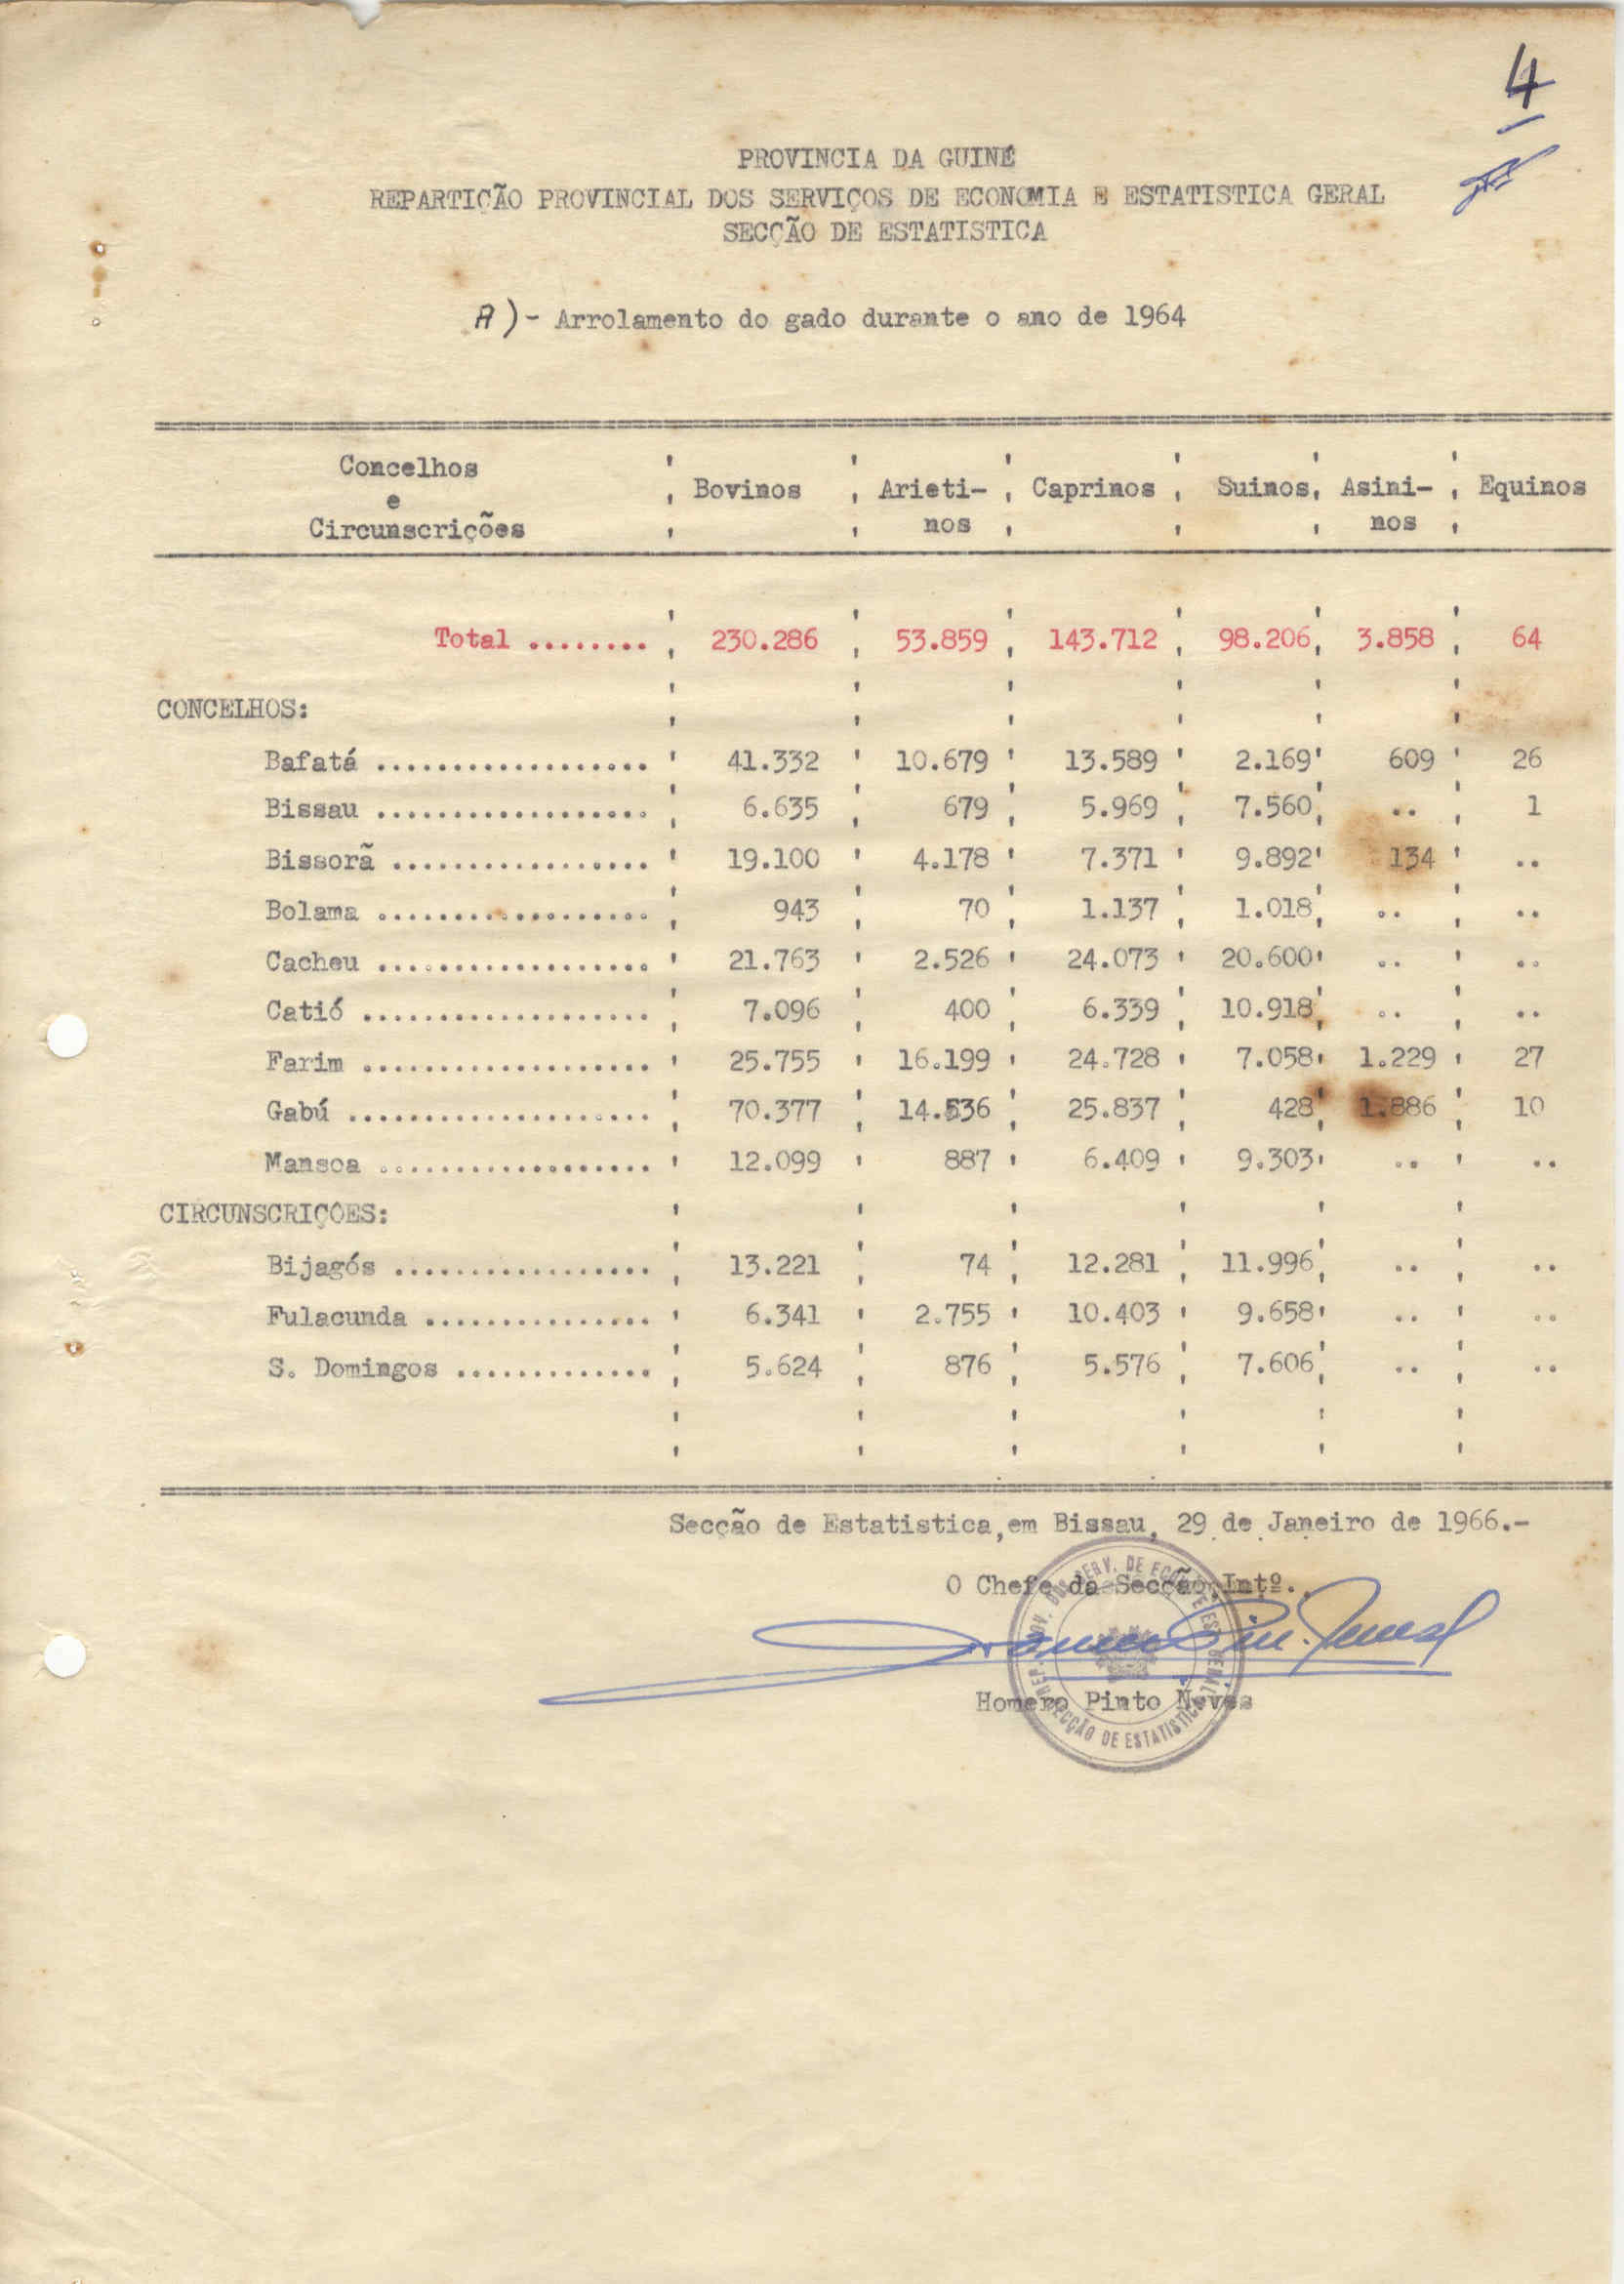 4
PROVINCIA DA GUINÉ
REPARTIÇÃO PROVINCIAL DOS SERVIÇOS DE ECONOMIA E ESTATISTICA GERAL
SECÇÃO DE ESTATISTICA
A)- Arrolamento do gado durante o ano de 1964
Concelhos e Circunscrições ' Bovinos ' Arieti-nos ' Caprinos ' Suinos ' Asini-nos ' Equinos
Total ........ 230.286 53.859 143.712 98.206 3.858 64
CONCELHOS:
Bafatá .................. 41.332 10.679 13.589 2.169 609 26
Bissau .................. 6.635 679 5.969 7.560 .. 1
Bissorã ................. 19.100 4.178 7.371 9.892 134 ..
Bolama .................. 943 70 1.137 1.018 .. ..
Cacheu .................. 21.763 2.526 24.073 20.600 .. ..
Catió ................... 7.096 400 6.339 10.918 .. ..
Farim ................... 25.755 16.199 24.728 7.058 1.229 27
Gabú .................... 70.377 14.536 25.837 428 1.886 10
Mansoa .................. 12.099 887 6.409 9.303 .. ..
CIRCUNSCRIÇÕES:
Bijagós ................. 13.221 74 12.281 11.996 .. ..
Fulacunda ............... 6.341 2.755 10.403 9.658 .. ..
S. Domingos ............. 5.624 876 5.576 7.606 .. ..
Secção de Estatistica,em Bissau, 29 de Janeiro de 1966.-
O Chefe da Secção,Intº.,
Homero Pinto Neves
SECÇÃO DE ESTATISTICA